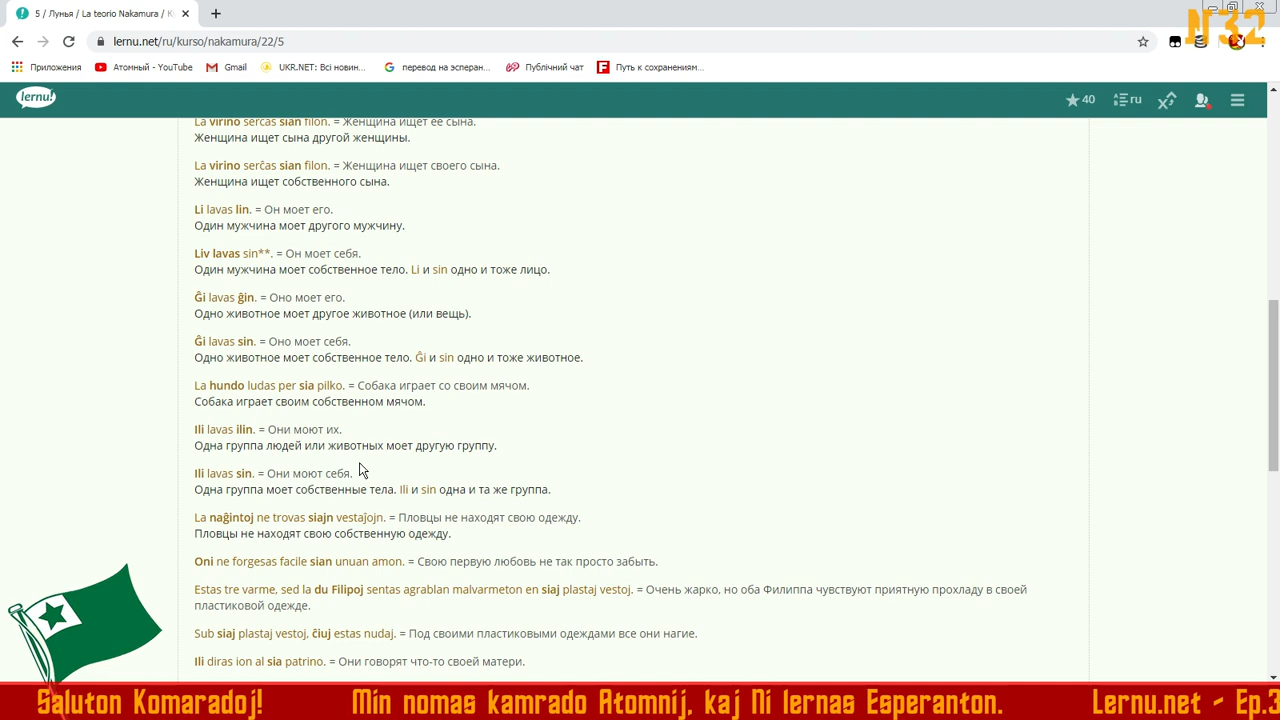 5 / Лунья / La teorio Nakamura / K
N32
lernu.net/ru/kurso/nakamura/22/5
Приложения Атомный - YouTube Gmail UKR.NET: Всі новин... перевод на эсперан... Публічний чат Путь к сохранениям...
lernu! 40 ru
La virino serĉas sian filon. = Женщина ищет её сына.
Женщина ищет сына другой женщины.
La virino serĉas sian filon. = Женщина ищет своего сына.
Женщина ищет собственного сына.
Li lavas lin. = Он моет его.
Один мужчина моет другого мужчину.
Liv lavas sin**. = Он моет себя.
Один мужчина моет собственное тело. Li и sin одно и тоже лицо.
Ĝi lavas ĝin. = Оно моет его.
Одно животное моет другое животное (или вещь).
Ĝi lavas sin. = Оно моет себя.
Одно животное моет собственное тело. Ĝi и sin одно и тоже животное.
La hundo ludas per sia pilko. = Собака играет со своим мячом.
Собака играет своим собственном мячом.
Ili lavas ilin. = Они моют их.
Одна группа людей или животных моет другую группу.
Ili lavas sin. = Они моют себя.
Одна группа моет собственные тела. Ili и sin одна и та же группа.
La naĝintoj ne trovas siajn vestaĵojn. = Пловцы не находят свою одежду.
Пловцы не находят свою собственную одежду.
Oni ne forgesas facile sian unuan amon. = Свою первую любовь не так просто забыть.
Estas tre varme, sed la du Filipoj sentas agrablan malvarmeton en siaj plastaj vestoj. = Очень жарко, но оба Филиппа чувствуют приятную прохладу в своей
пластиковой одежде.
Sub siaj plastaj vestoj, ĉiuj estas nudaj. = Под своими пластиковыми одеждами все они нагие.
Ili diras ion al sia patrino. = Они говорят что-то своей матери.
Saluton Komaradoj! Min nomas kamrado Atomnij, kaj Ni lernas Esperanton. Lernu.net - Ep.3